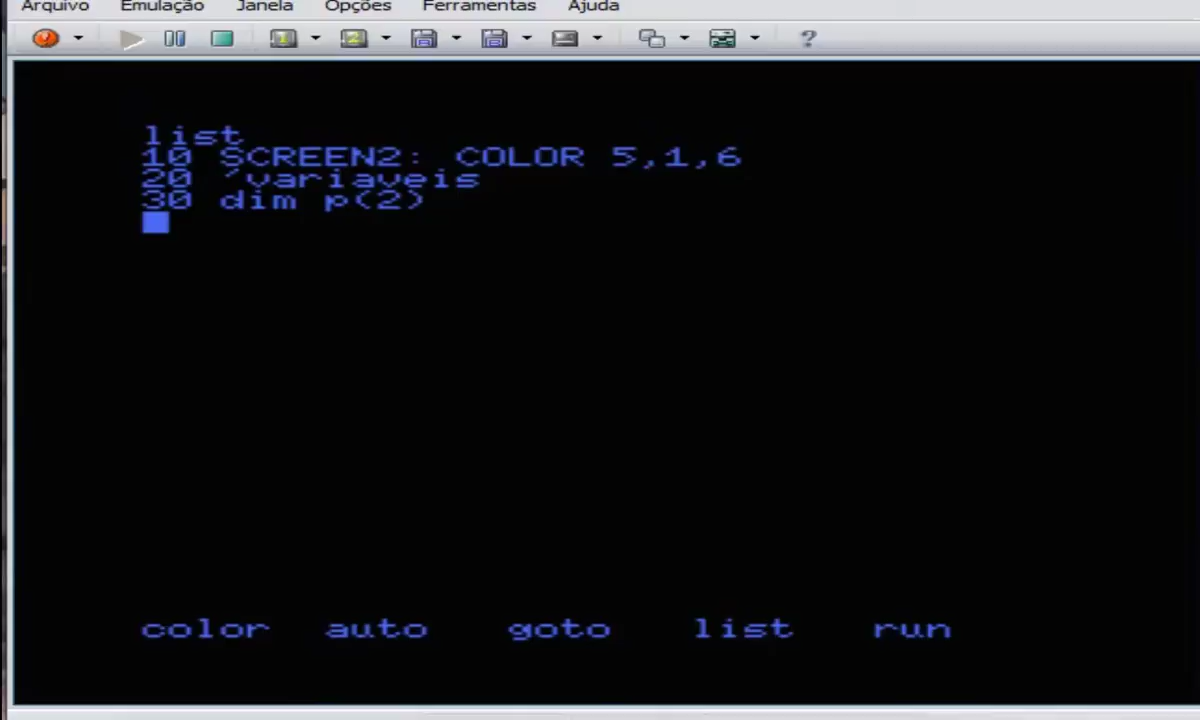 Arquivo Emulação Janela Opções Ferramentas Ajuda
list
10 SCREEN2: COLOR 5,1,6
20 'variaveis
30 dim p(2)
color auto goto list run